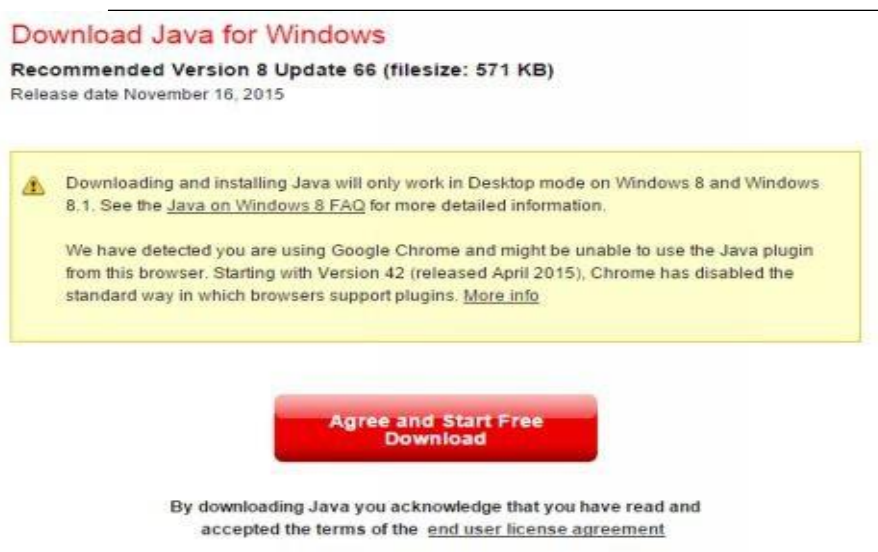 Download Java for Windows
Recommended Version 8 Update 66 (filesize: 571 KB)
Release date November 16, 2015
Downloading and installing Java will only work in Desktop mode on Windows 8 and Windows
8.1. See the Java on Windows 8 FAQ for more detailed information.
We have detected you are using Google Chrome and might be unable to use the Java plugin
from this browser. Starting with Version 42 (released April 2015), Chrome has disabled the
standard way in which browsers support plugins. More info
Agree and Start Free
Download
By downloading Java you acknowledge that you have read and
accepted the terms of the end user license agreement